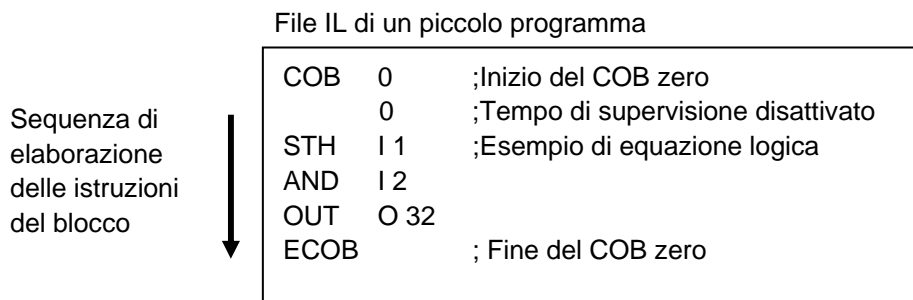 File IL di un piccolo programma
Sequenza di
elaborazione
delle istruzioni
del blocco
COB 0 ;Inizio del COB zero
0 ;Tempo di supervisione disattivato
STH I 1 ;Esempio di equazione logica
AND I 2
OUT O 32
ECOB ; Fine del COB zero